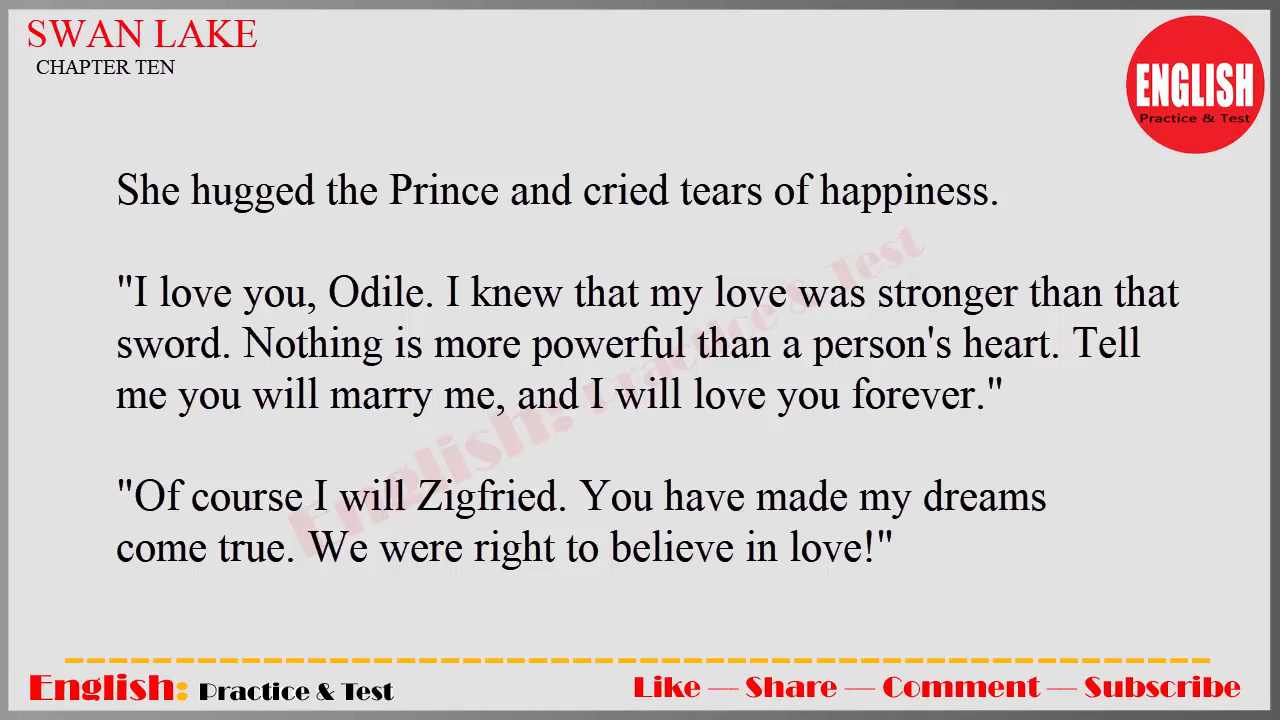 SWAN LAKE
CHAPTER TEN
ENGLISH
Practice & Test
She hugged the Prince and cried tears of happiness.
"I love you, Odile. I knew that my love was stronger than that
sword. Nothing is more powerful than a person's heart. Tell
me you will marry me, and I will love you forever."
"Of course I will Zigfried. You have made my dreams
come true. We were right to believe in love!"
English: Practice & Test
English: Practice & Test
Like — Share — Comment — Subscribe